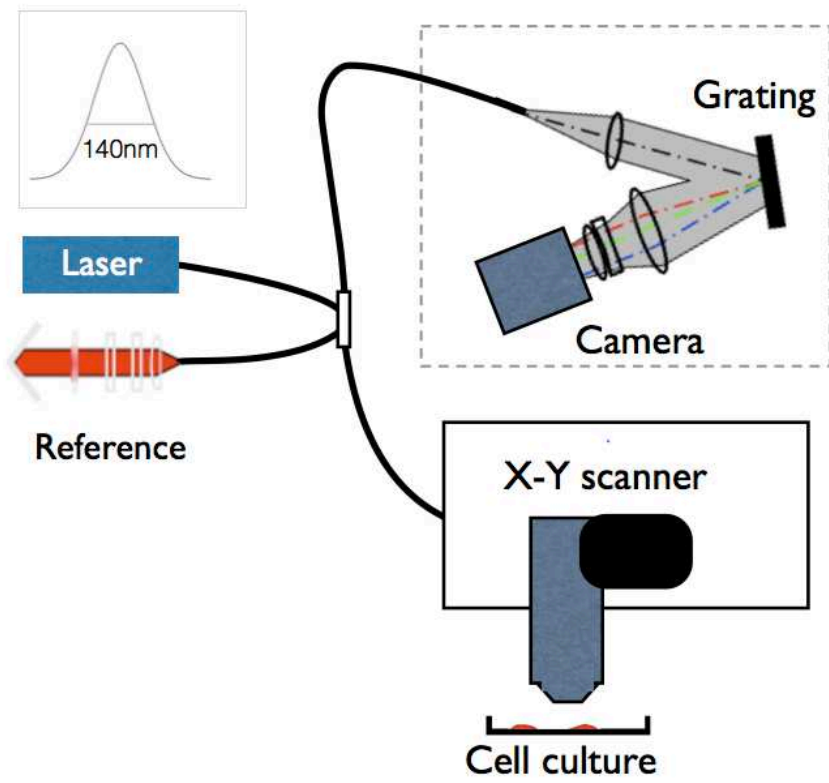 140nm
Laser
Reference
Grating
Camera
X-Y scanner
Cell culture